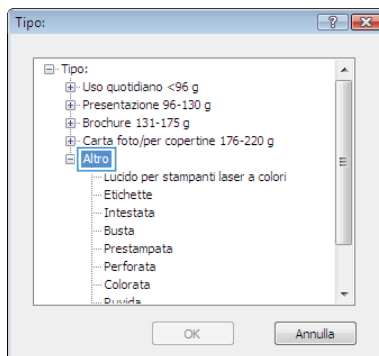 Tipo:
Tipo:
Uso quotidiano <96 g
Presentazione 96-130 g
Brochure 131-175 g
Carta foto/per copertine 176-220 g
Altro
Lucido per stampanti laser a colori
Etichette
Intestata
Busta
Prestampata
Perforata
Colorata
Ruvida
OK
Annulla